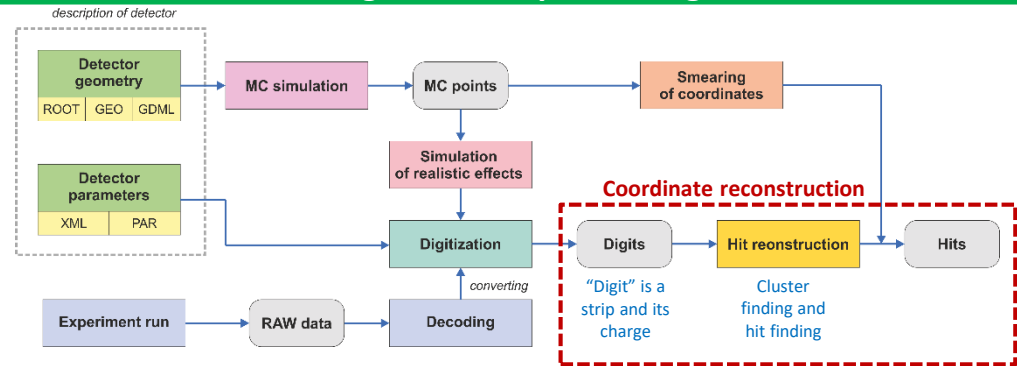 description of detector
Detector
geometry
ROOT GEO GDML
MC simulation
MC points
Smearing
of coordinates
Simulation
of realistic effects
Detector
parameters
XML PAR
Coordinate reconstruction
Digitization
Digits
Hit reonstruction
Hits
converting
"Digit" is a
strip and its
charge
Cluster
finding and
hit finding
Experiment run
RAW data
Decoding